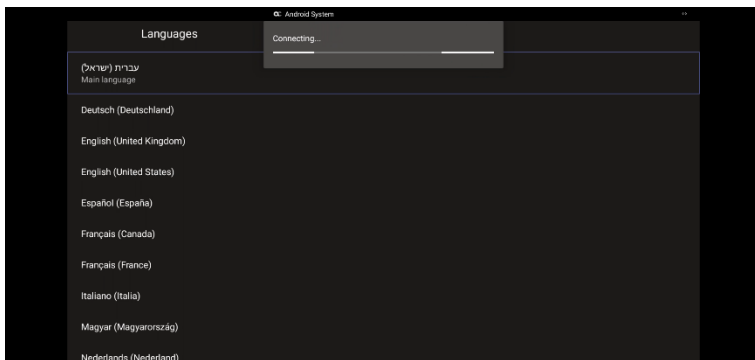 Android System
Languages
Connecting...
עברית (ישראל)
Main language
Deutsch (Deutschland)
English (United Kingdom)
English (United States)
Español (España)
Français (Canada)
Français (France)
Italiano (Italia)
Magyar (Magyarország)
Nederlands (Nederland)